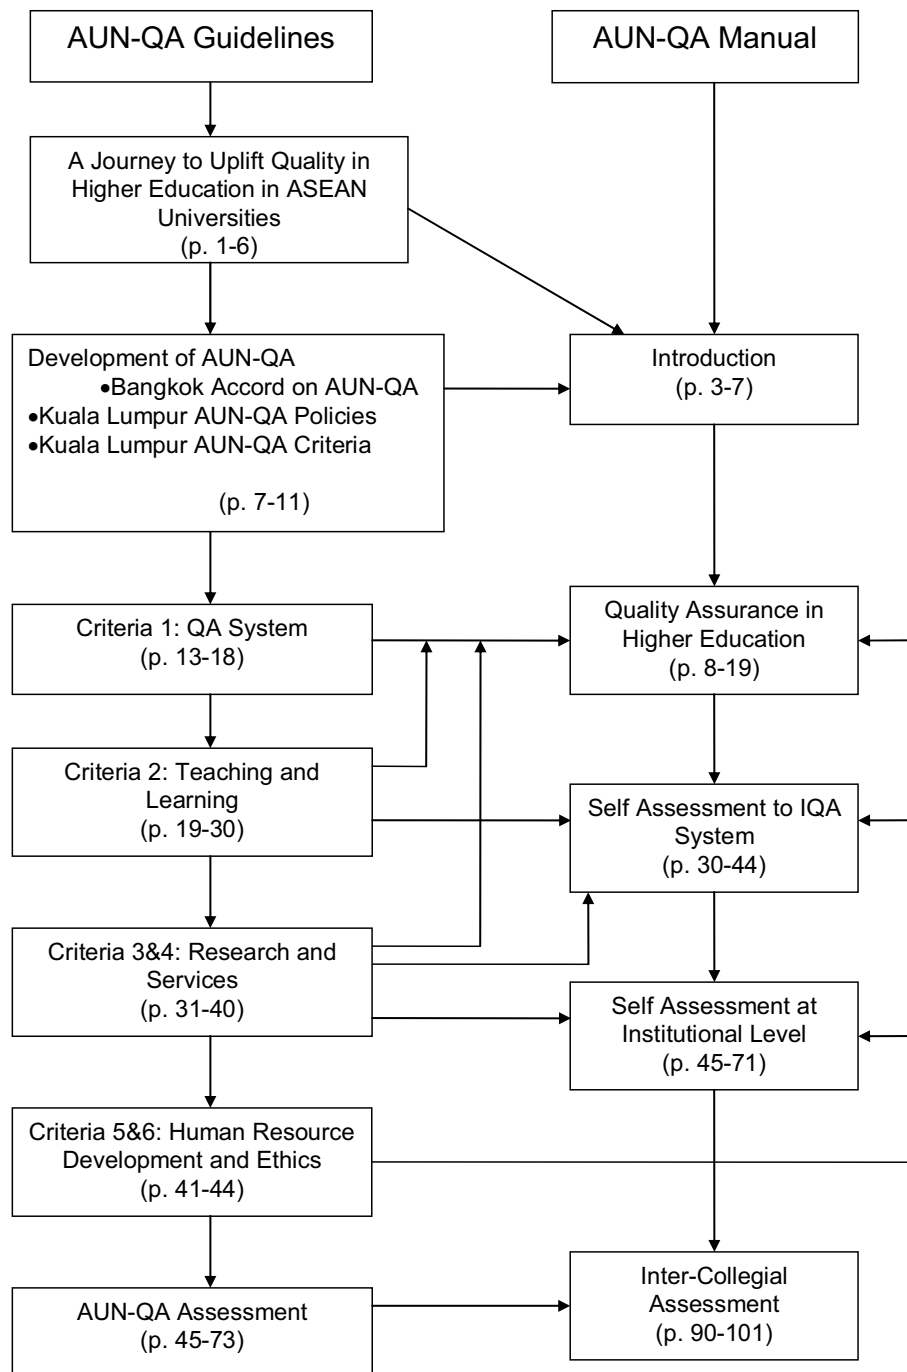 AUN-QA Guidelines
AUN-QA Manual
A Journey to Uplift Quality in
Higher Education in ASEAN
Universities
(p. 1-6)
Development of AUN-QA
•Bangkok Accord on AUN-QA
•Kuala Lumpur AUN-QA Policies
•Kuala Lumpur AUN-QA Criteria
(p. 7-11)
Introduction
(p. 3-7)
Criteria 1: QA System
(p. 13-18)
Quality Assurance in
Higher Education
(p. 8-19)
Criteria 2: Teaching and
Learning
(p. 19-30)
Self Assessment to IQA
System
(p. 30-44)
Criteria 3&4: Research and
Services
(p. 31-40)
Self Assessment at
Institutional Level
(p. 45-71)
Criteria 5&6: Human Resource
Development and Ethics
(p. 41-44)
AUN-QA Assessment
(p. 45-73)
Inter-Collegial
Assessment
(p. 90-101)